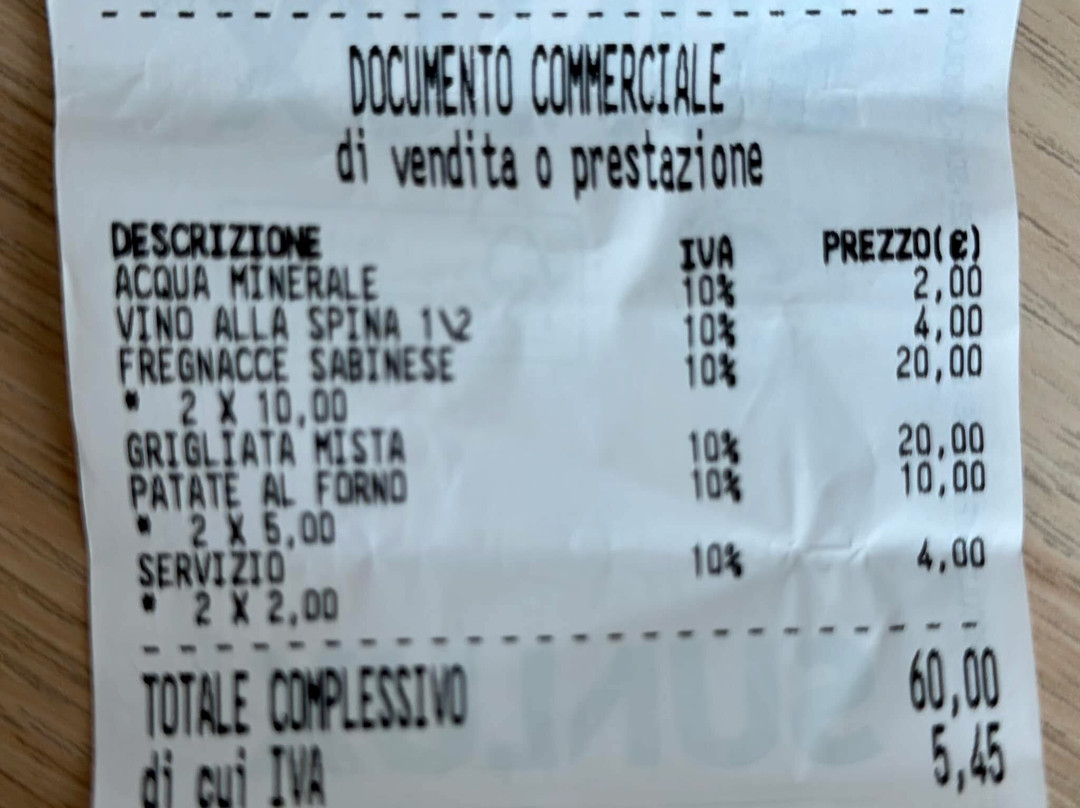 DOCUMENTO COMMERCIALE
di vendita o prestazione
DESCRIZIONE IVA PREZZO(€)
ACQUA MINERALE 10% 2,00
VINO ALLA SPINA 1\2 10% 4,00
FREGNACCE SABINESE 10% 20,00
* 2 X 10,00
GRIGLIATA MISTA 10% 20,00
PATATE AL FORNO 10% 10,00
* 2 X 5,00
SERVIZIO 10% 4,00
* 2 X 2,00
TOTALE COMPLESSIVO 60,00
di cui IVA 5,45